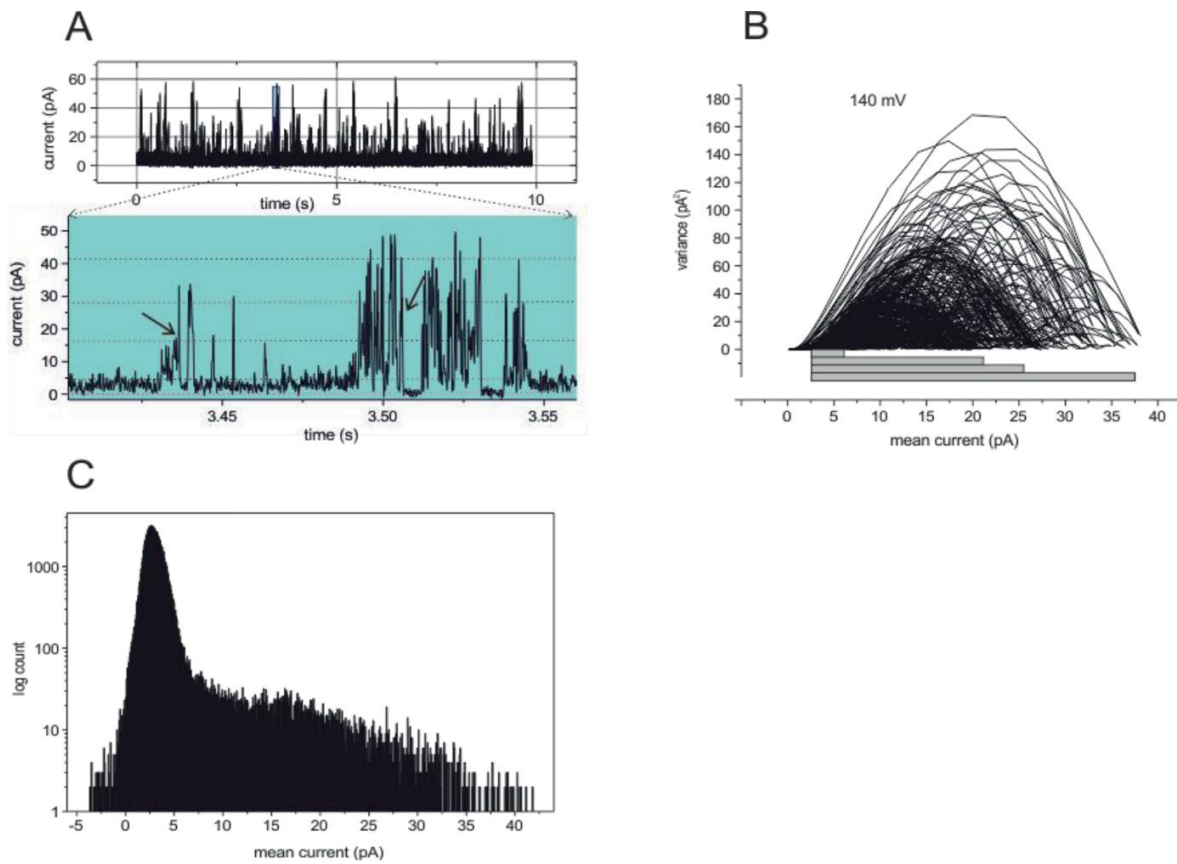 A
current (pA)
60
40
20
0
0
5
10
time (s)
current (pA)
50
40
30
20
10
0
3.45
3.50
3.55
time (s)
B
140 mV
variance (pA²)
180
160
140
120
100
80
60
40
20
0
0 5 10 15 20 25 30 35 40
mean current (pA)
C
log count
1000
100
10
1
-5 0 5 10 15 20 25 30 35 40
mean current (pA)